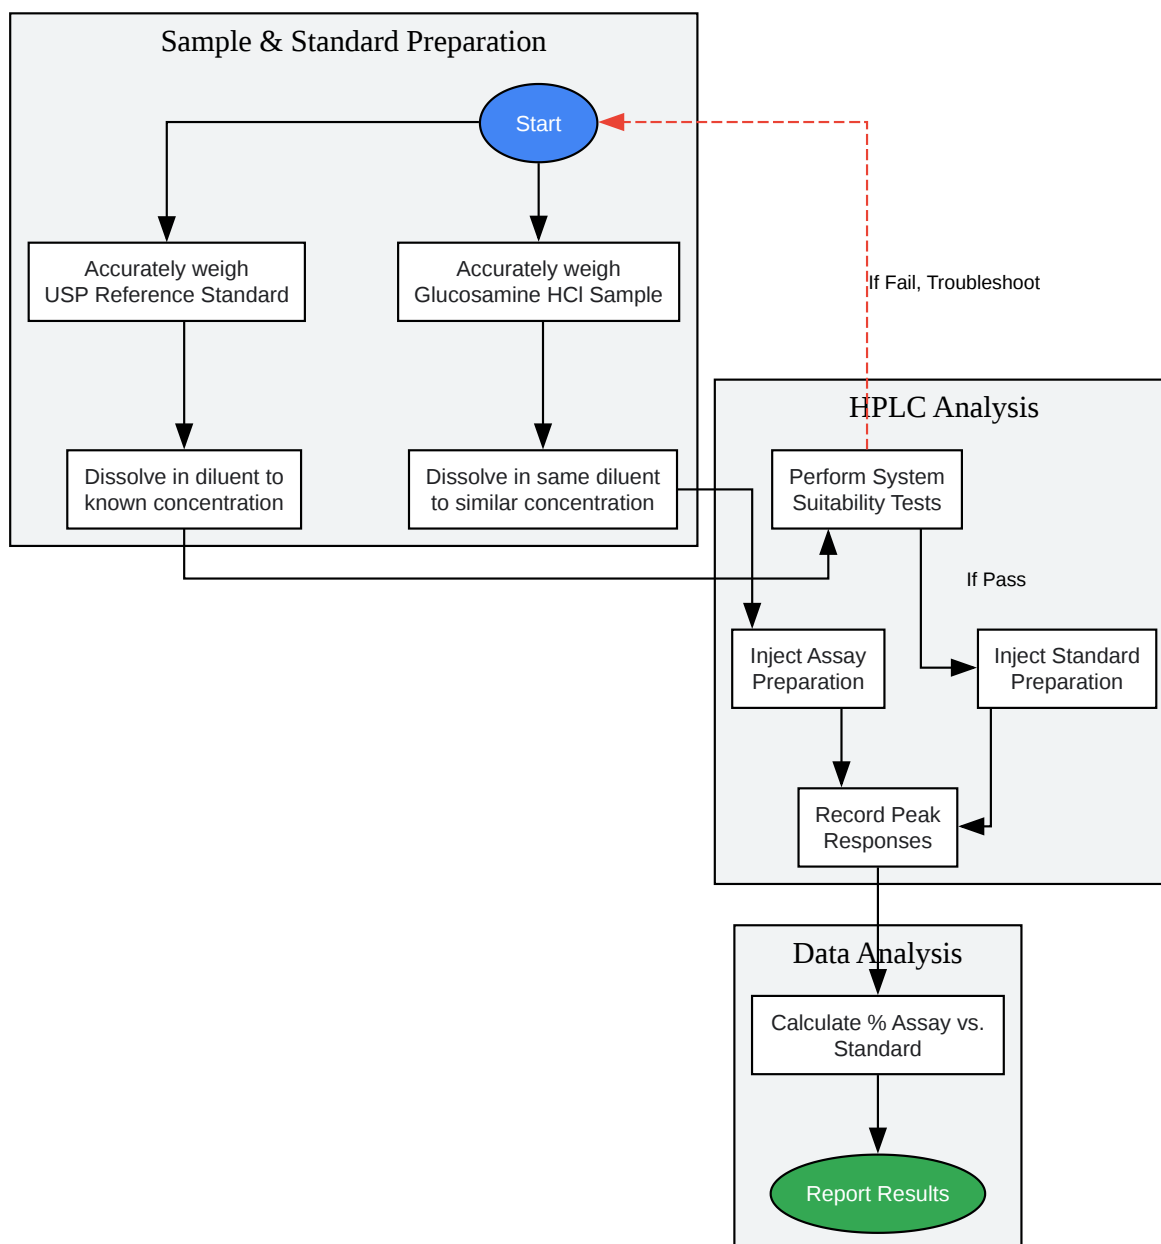 Sample & Standard Preparation
Start
Accurately weigh
USP Reference Standard
Accurately weigh
Glucosamine HCl Sample
If Fail, Troubleshoot
HPLC Analysis
Dissolve in diluent to
known concentration
Dissolve in same diluent
to similar concentration
Perform System
Suitability Tests
If Pass
Inject Assay
Preparation
Inject Standard
Preparation
Record Peak
Responses
Data Analysis
Calculate % Assay vs.
Standard
Report Results